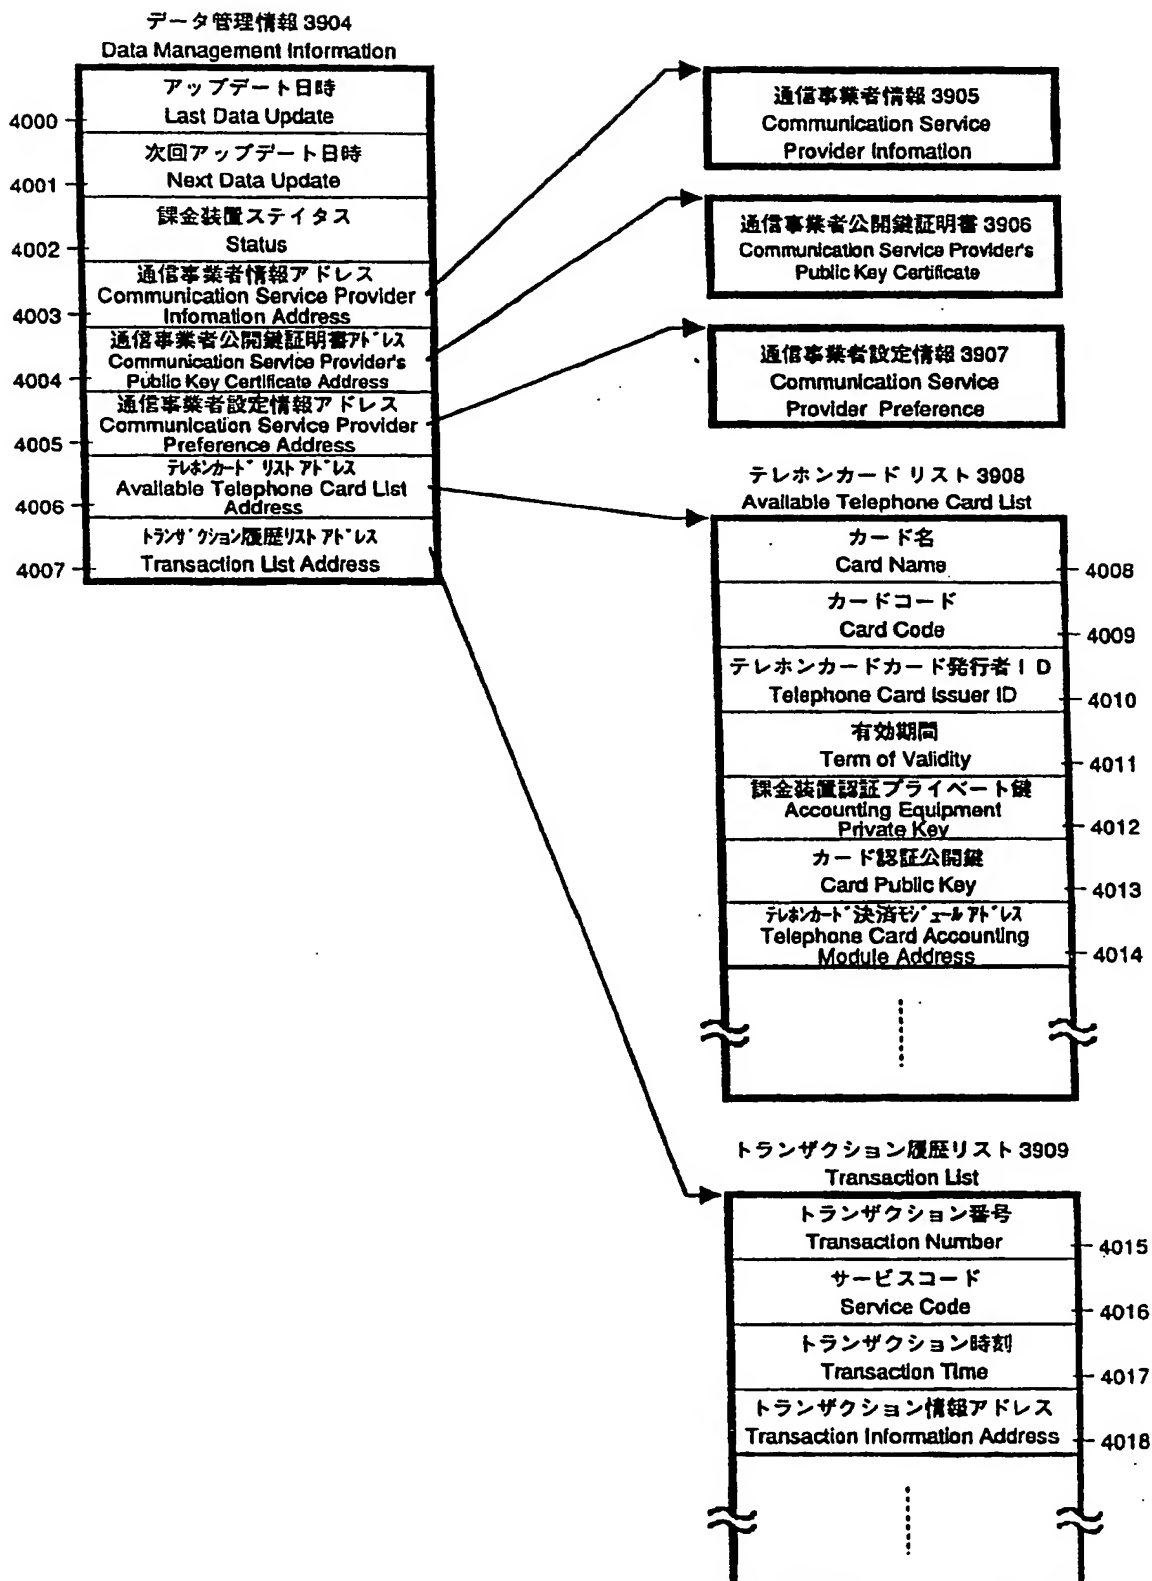 データ管理情報 3904
Data Management Information
アップデート日時
Last Data Update
4000
次回アップデート日時
Next Data Update
4001
課金装置ステイタス
Status
4002
通信事業者情報アドレス
Communication Service Provider
Infomation Address
4003
通信事業者公開鍵証明書アドレス
Communication Service Provider's
Public Key Certificate Address
4004
通信事業者設定情報アドレス
Communication Service Provider
Preference Address
4005
テレホンカード リスト アドレス
Available Telephone Card List
Address
4006
トランザクション履歴リスト アドレス
Transaction List Address
4007
通信事業者情報 3905
Communication Service
Provider Infomation
通信事業者公開鍵証明書 3906
Communication Service Provider's
Public Key Certificate
通信事業者設定情報 3907
Communication Service
Provider Preference
テレホンカード リスト 3908
Available Telephone Card List
カード名
Card Name
4008
カードコード
Card Code
4009
テレホンカードカード発行者ID
Telephone Card Issuer ID
4010
有効期間
Term of Validity
4011
課金装置認証プライベート鍵
Accounting Equipment
Private Key
4012
カード認証公開鍵
Card Public Key
4013
テレホンカード決済モジュール アドレス
Telephone Card Accounting
Module Address
4014
トランザクション履歴リスト 3909
Transaction List
トランザクション番号
Transaction Number
4015
サービスコード
Service Code
4016
トランザクション時刻
Transaction Time
4017
トランザクション情報アドレス
Transaction Information Address
4018